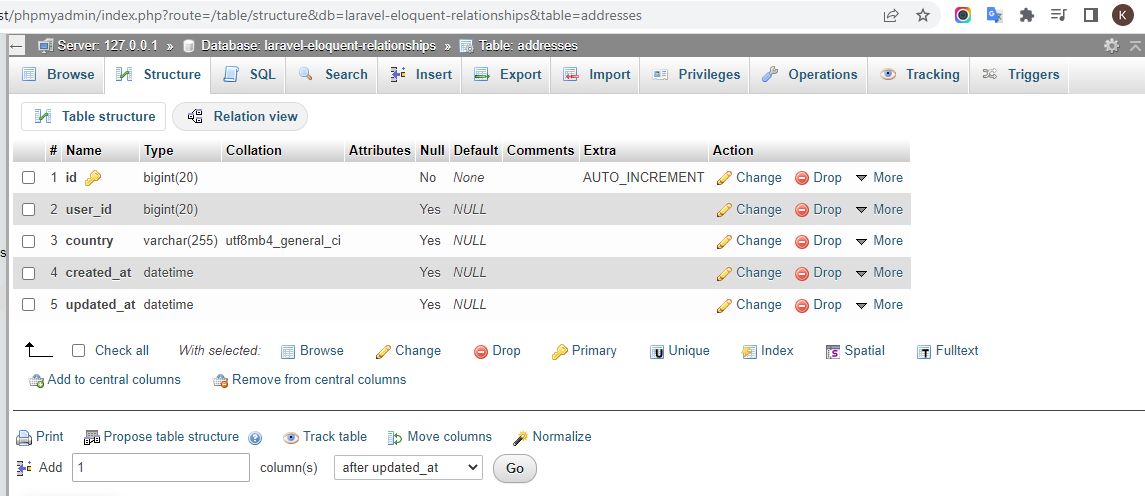 st/phpmyadmin/index.php?route=/table/structure&db=laravel-eloquent-relationships&table=addresses K
Server: 127.0.0.1 » Database: laravel-eloquent-relationships » Table: addresses
Browse Structure SQL Search Insert Export Import Privileges Operations Tracking Triggers
Table structure Relation view
# Name Type Collation Attributes Null Default Comments Extra Action
1 id bigint(20) No None AUTO_INCREMENT Change Drop More
2 user_id bigint(20) Yes NULL Change Drop More
s
3 country varchar(255) utf8mb4_general_ci Yes NULL Change Drop More
4 created_at datetime Yes NULL Change Drop More
5 updated_at datetime Yes NULL Change Drop More
Check all With selected: Browse Change Drop Primary Unique Index Spatial Fulltext
Add to central columns Remove from central columns
Print Propose table structure Track table Move columns Normalize
Add 1 column(s) after updated_at Go